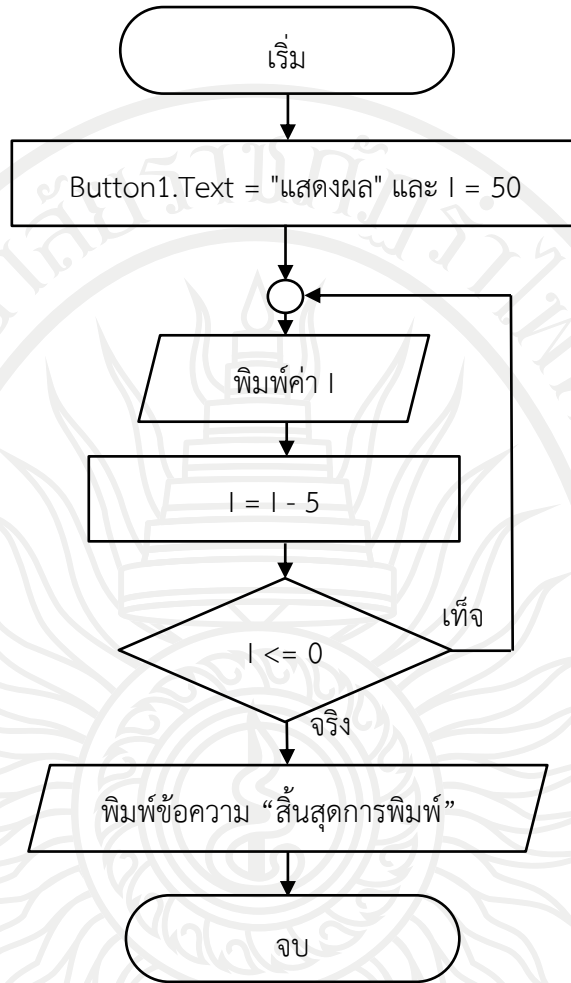 เริ่ม
Button1.Text = "แสดงผล" และ I = 50
พิมพ์ค่า I
I = I - 5
I <= 0
เท็จ
จริง
พิมพ์ข้อความ “สิ้นสุดการพิมพ์”
จบ